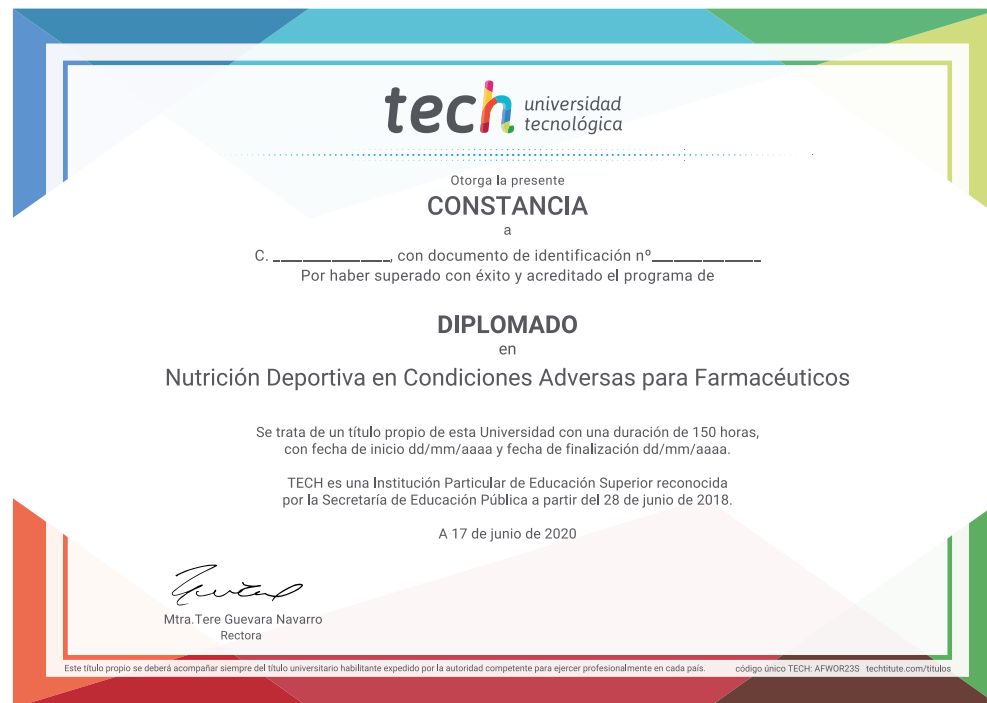 tech universidad
tecnológica
Otorga la presente
CONSTANCIA
a
C. ______________, con documento de identificación nº_____________
Por haber superado con éxito y acreditado el programa de
DIPLOMADO
en
Nutrición Deportiva en Condiciones Adversas para Farmacéuticos
Se trata de un título propio de esta Universidad con una duración de 150 horas,
con fecha de inicio dd/mm/aaaa y fecha de finalización dd/mm/aaaa.
TECH es una Institución Particular de Educación Superior reconocida
por la Secretaría de Educación Pública a partir del 28 de junio de 2018.
A 17 de junio de 2020
Mtra.Tere Guevara Navarro
Rectora
Este título propio se deberá acompañar siempre del título universitario habilitante expedido por la autoridad competente para ejercer profesionalmente en cada país. código único TECH: AFWOR23S techtitute.com/titulos